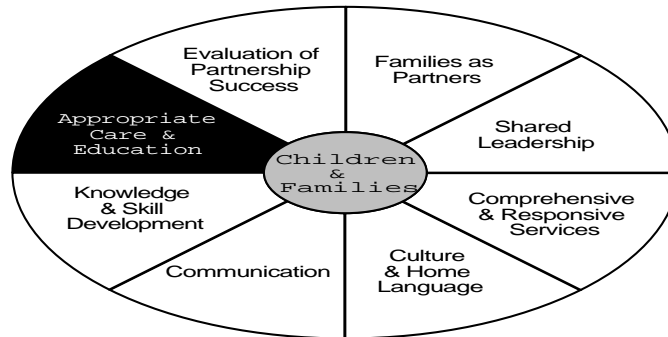 Evaluation of
Partnership
Success
Families as
Partners
Appropriate
Care &
Education
Shared
Leadership
Children
&
Families
Knowledge
& Skill
Development
Comprehensive
& Responsive
Services
Communication
Culture
& Home
Language